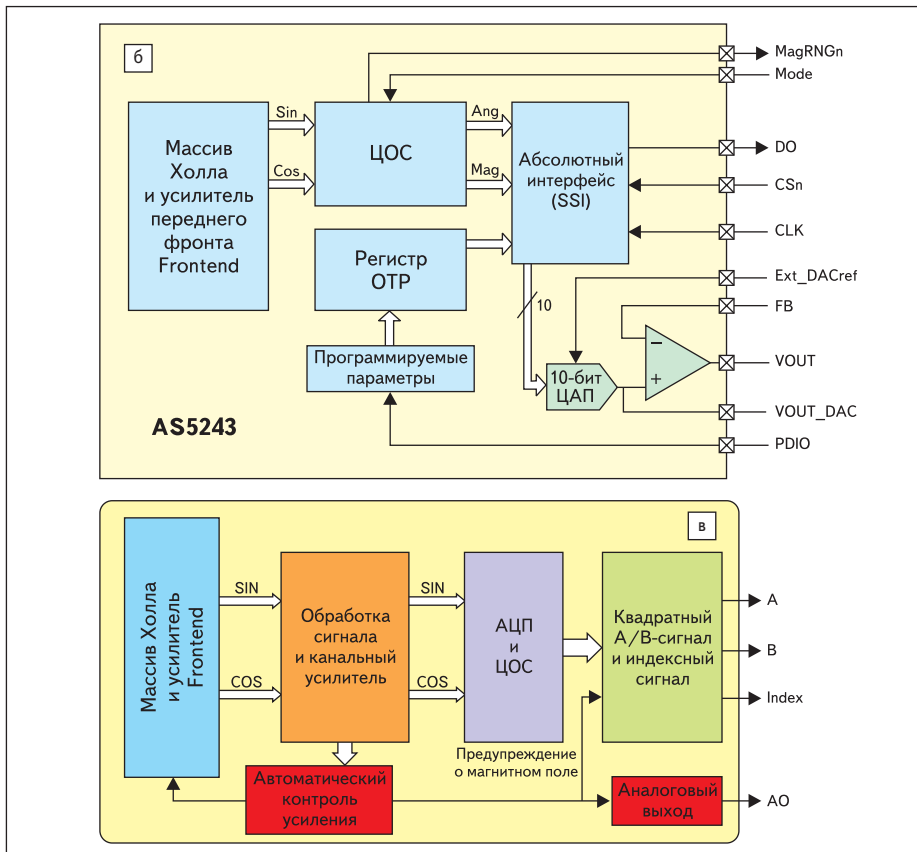 б
MagRNGn
Mode
Sin
Cos
Массив
Холла
и усилитель
переднего
фронта
Frontend
ЦОС
Ang
Mag
Абсолютный
интерфейс
(SSI)
DO
CSn
CLK
Регистр
OTP
10
Ext_DACref
FB
Программируемые
параметры
10-бит
ЦАП
−
+
VOUT
VOUT_DAC
PDIO
AS5243
в
Массив Холла
и усилитель
Frontend
SIN
COS
Обработка
сигнала
и канальный
усилитель
SIN
COS
АЦП
и
ЦОС
Квадратный
А/В-сигнал
и индексный
сигнал
A
B
Index
Предупреждение
о магнитном поле
Автоматический
контроль
усиления
Аналоговый
выход
AO